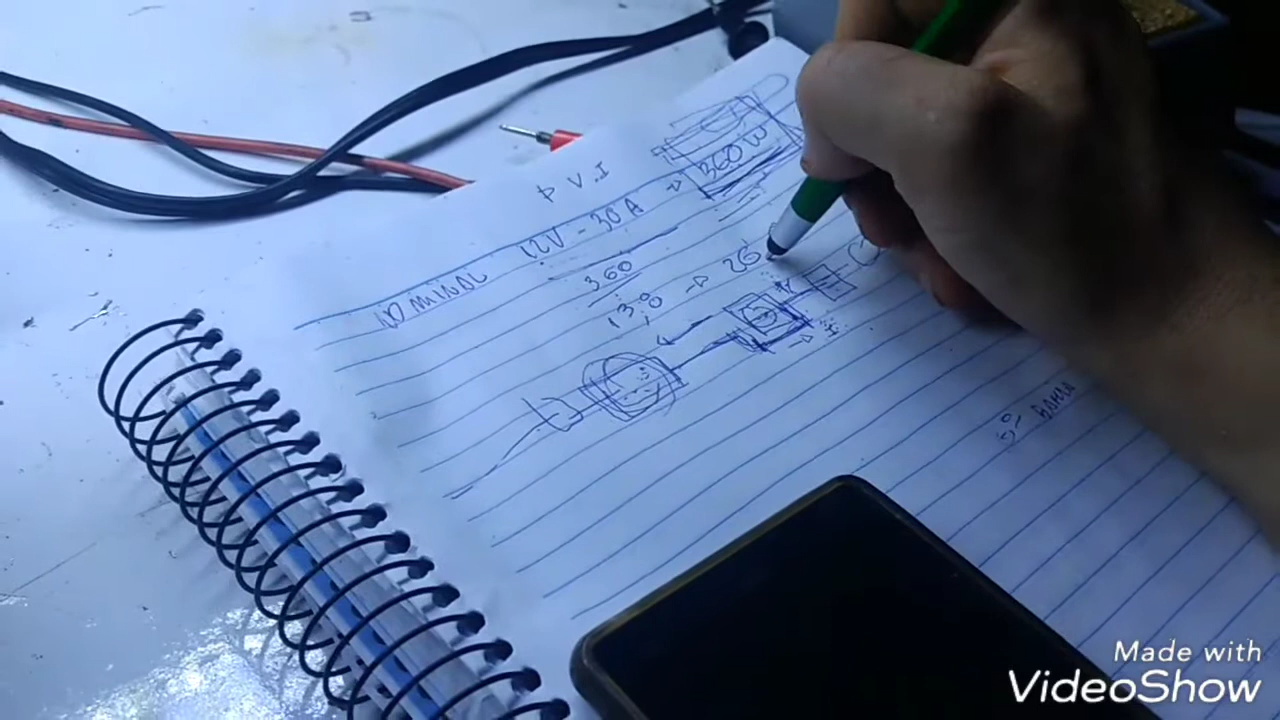 P V.I
NOMINAL 12V - 30A → 360W
360
13,8 → 26
Made with
VideoShow